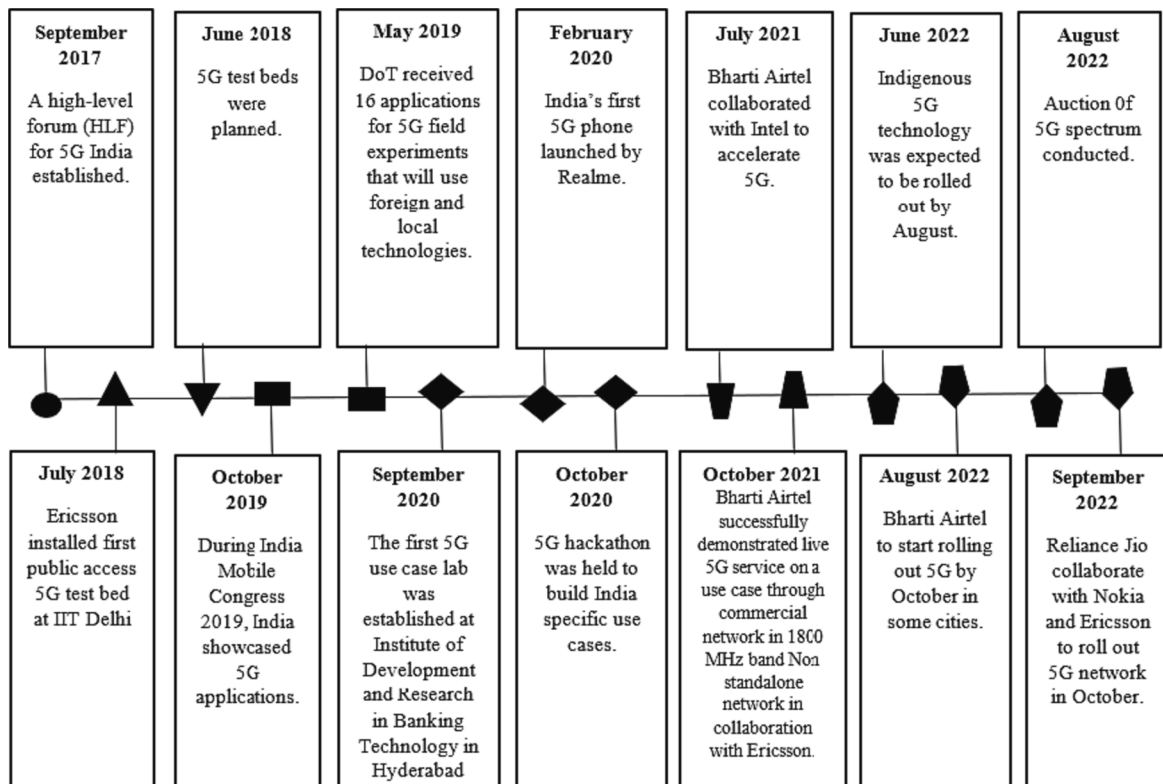 September
2017
A high-level
forum (HLF)
for 5G India
established.
June 2018
5G test beds
were
planned.
May 2019
DoT received
16 applications
for 5G field
experiments
that will use
foreign and
local
technologies.
February
2020
India's first
5G phone
launched by
Realme.
July 2021
Bharti Airtel
collaborated
with Intel to
accelerate
5G.
June 2022
Indigenous
5G
technology
was expected
to be rolled
out by
August.
August
2022
Auction 0f
5G spectrum
conducted.
July 2018
Ericsson
installed first
public access
5G test bed
at IIT Delhi
October
2019
During India
Mobile
Congress
2019, India
showcased
5G
applications.
September
2020
The first 5G
use case lab
was
established at
Institute of
Development
and Research
in Banking
Technology in
Hyderabad
October
2020
5G hackathon
was held to
build India
specific use
cases.
October 2021
Bharti Airtel
successfully
demonstrated live
5G service on a
use case through
commercial
network in 1800
MHz band Non
standalone
network in
collaboration
with Ericsson.
August 2022
Bharti Airtel
to start rolling
out 5G by
October in
some cities.
September
2022
Reliance Jio
collaborate
with Nokia
and Ericsson
to roll out
5G network
in October.